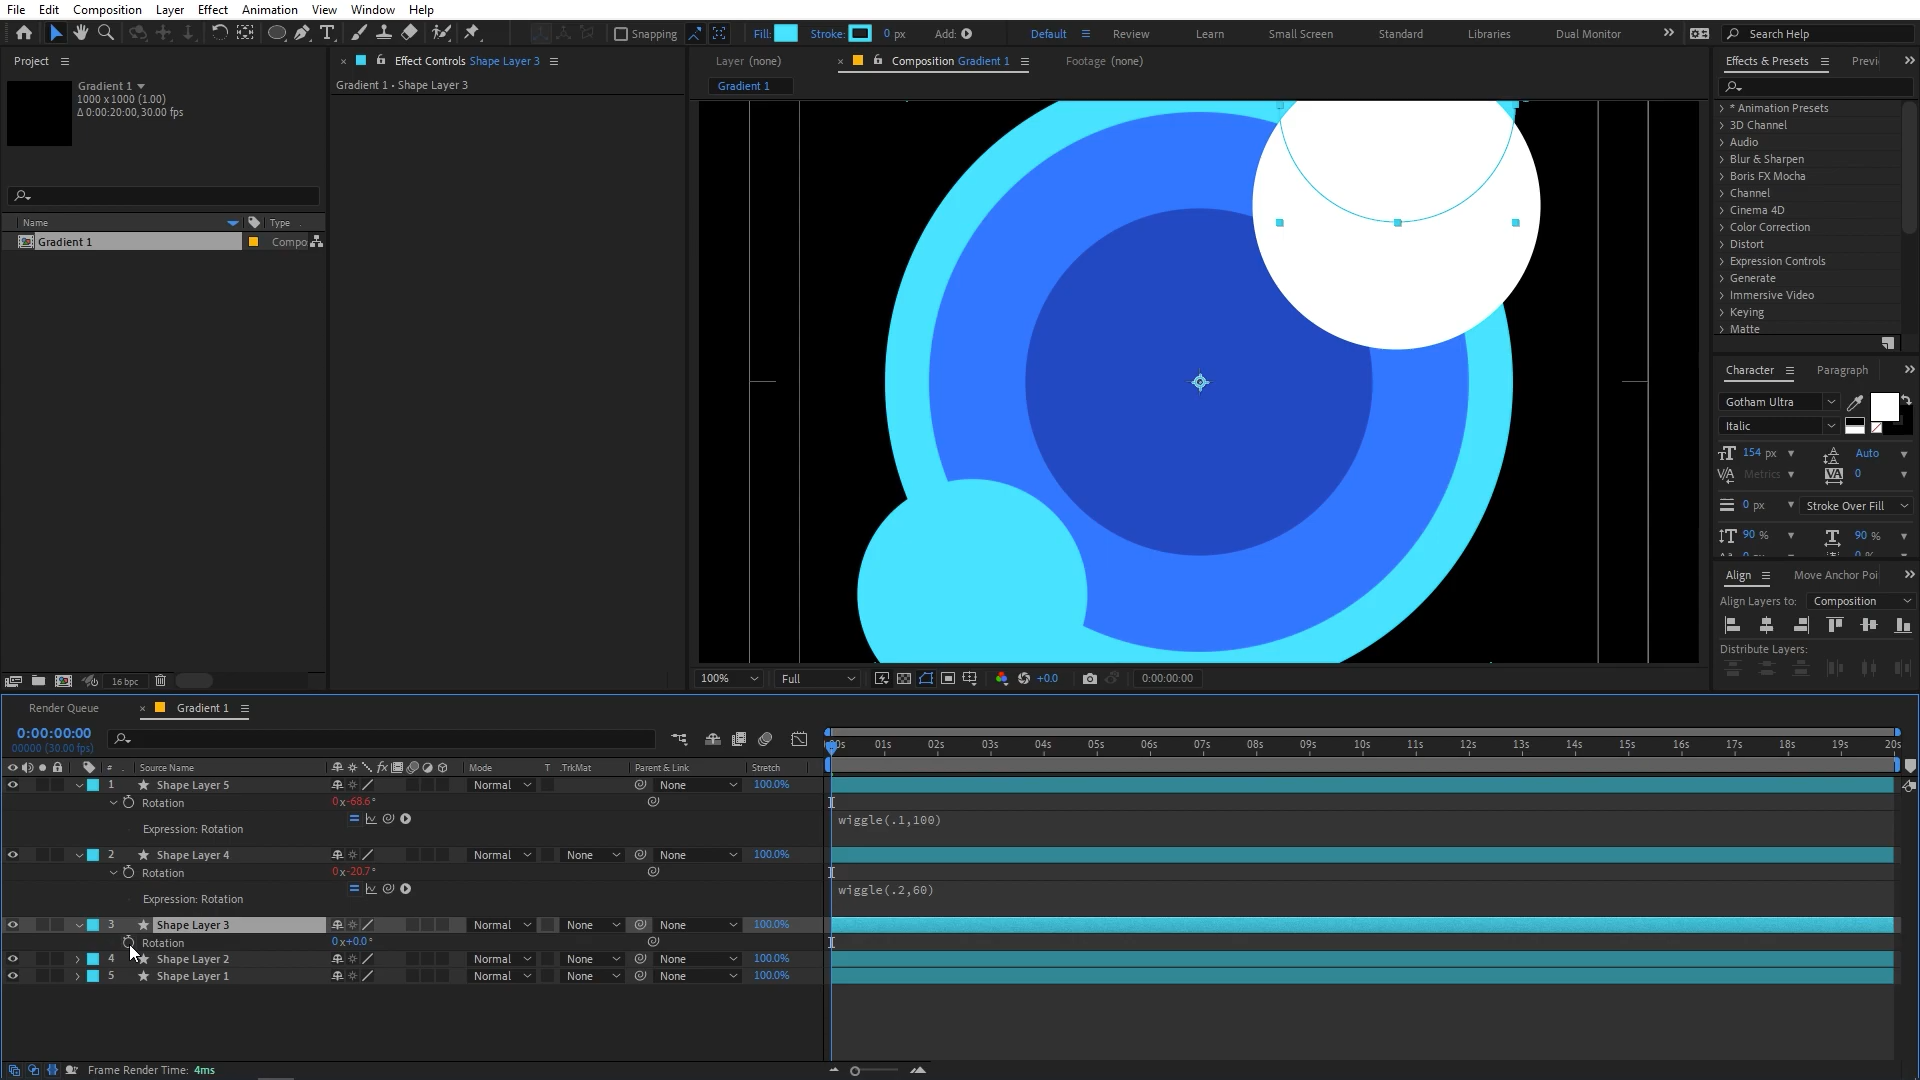 File Edit Composition Layer Effect Animation View Window Help
Snapping Fill: Stroke: 0 px Add: Default Review Learn Small Screen Standard Libraries Dual Monitor Search Help
Project
Gradient 1
1000 x 1000 (1.00)
Δ 0:00:20:00, 30.00 fps
Name Type
Gradient 1 Compo
16 bpc
Effect Controls Shape Layer 3
Gradient 1 • Shape Layer 3
Layer (none) Composition Gradient 1 Footage (none)
Gradient 1
100% Full +0.0 0:00:00:00
Effects & Presets Previ
* Animation Presets
3D Channel
Audio
Blur & Sharpen
Boris FX Mocha
Channel
Cinema 4D
Color Correction
Distort
Expression Controls
Generate
Immersive Video
Keying
Matte
Character Paragraph
Gotham Ultra
Italic
154 px Auto
Metrics 0
0 px Stroke Over Fill
90 % 90 %
Align Move Anchor Poi
Align Layers to: Composition
Distribute Layers:
Render Queue Gradient 1
0:00:00:00
00000 (30.00 fps)
01s 02s 03s 04s 05s 06s 07s 08s 09s 10s 11s 12s 13s 14s 15s 16s 17s 18s 19s 20s
# Source Name Mode T .TrkMat Parent & Link Stretch
1 Shape Layer 5 Normal None 100.0%
Rotation 0x-68.6°
Expression: Rotation wiggle(.1,100)
2 Shape Layer 4 Normal None None 100.0%
Rotation 0x-20.7°
Expression: Rotation wiggle(.2,60)
3 Shape Layer 3 Normal None None 100.0%
Rotation 0x+0.0°
4 Shape Layer 2 Normal None None 100.0%
5 Shape Layer 1 Normal None None 100.0%
Frame Render Time: 4ms